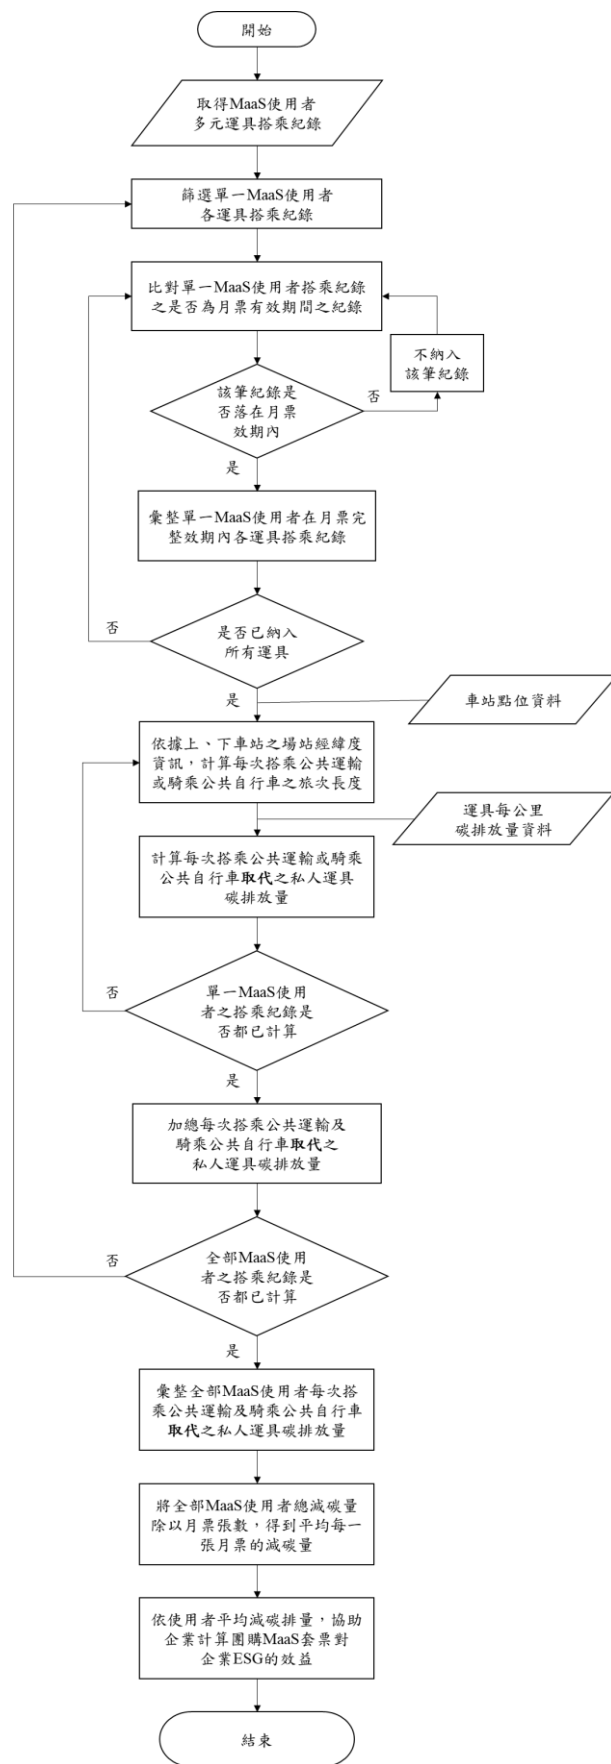 開始
取得MaaS使用者
多元運具搭乘紀錄
篩選單一MaaS使用者
各運具搭乘紀錄
比對單一MaaS使用者搭乘紀錄
之是否為月票有效期間之紀錄
不納入
該筆紀錄
該筆紀錄是
否落在月票
效期內
否
是
彙整單一MaaS使用者在月票完
整效期內各運具搭乘紀錄
否
是否已納入
所有運具
是
車站點位資料
依據上、下車站之場站經緯度
資訊，計算每次搭乘公共運輸
或騎乘公共自行車之旅次長度
運具每公里
碳排放量資料
計算每次搭乘公共運輸或騎乘
公共自行車取代之私人運具
碳排放量
否
單一MaaS使用
者之搭乘紀錄是
否都已計算
是
加總每次搭乘公共運輸及
騎乘公共自行車取代之
私人運具碳排放量
否
全部MaaS使用
者之搭乘紀錄是
否都已計算
是
彙整全部MaaS使用者每次搭
乘公共運輸及騎乘公共自行車
取代之私人運具碳排放量
將全部MaaS使用者總減碳量
除以月票張數，得到平均每一
張月票的減碳量
依使用者平均減碳排量，協助
企業計算團購MaaS套票對
企業ESG的效益
結束